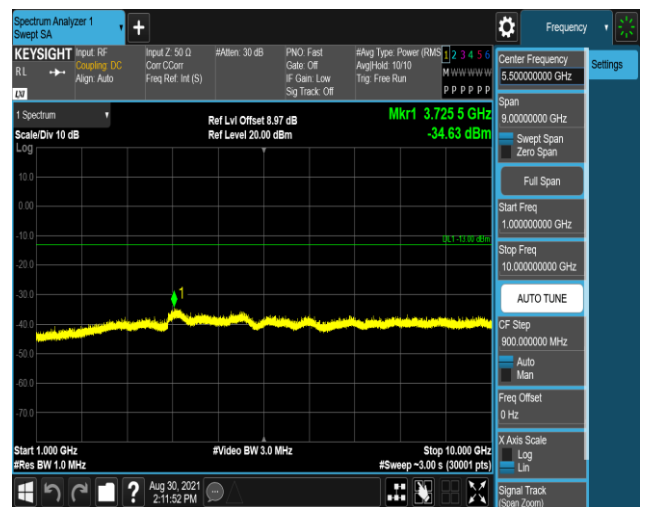 Spectrum Analyzer 1
Swept SA
+
Frequency
KEYSIGHT
RL
LXI
Input: RF
Coupling: DC
Align: Auto
Input Z: 50 Ω
Corr CCorr
Freq Ref: Int (S)
#Atten: 30 dB
PNO: Fast
Gate: Off
IF Gain: Low
Sig Track: Off
#Avg Type: Power (RMS
Avg|Hold: 10/10
Trig: Free Run
1 2 3 4 5 6
M W W W W W
P P P P P P
1 Spectrum
Scale/Div 10 dB
Ref Lvl Offset 8.97 dB
Ref Level 20.00 dBm
Mkr1 3.725 5 GHz
-34.63 dBm
Log
10.0
0.00
-10.0
DL1 -13.00 dBm
-20.0
-30.0
1
-40.0
-50.0
-60.0
-70.0
Start 1.000 GHz
#Res BW 1.0 MHz
#Video BW 3.0 MHz
Stop 10.000 GHz
#Sweep ~3.00 s (30001 pts)
?
Aug 30, 2021
2:11:52 PM
Center Frequency
5.500000000 GHz
Settings
Span
9.00000000 GHz
Swept Span
Zero Span
Full Span
Start Freq
1.000000000 GHz
Stop Freq
10.000000000 GHz
AUTO TUNE
CF Step
900.000000 MHz
Auto
Man
Freq Offset
0 Hz
X Axis Scale
Log
Lin
Signal Track
(Span Zoom)